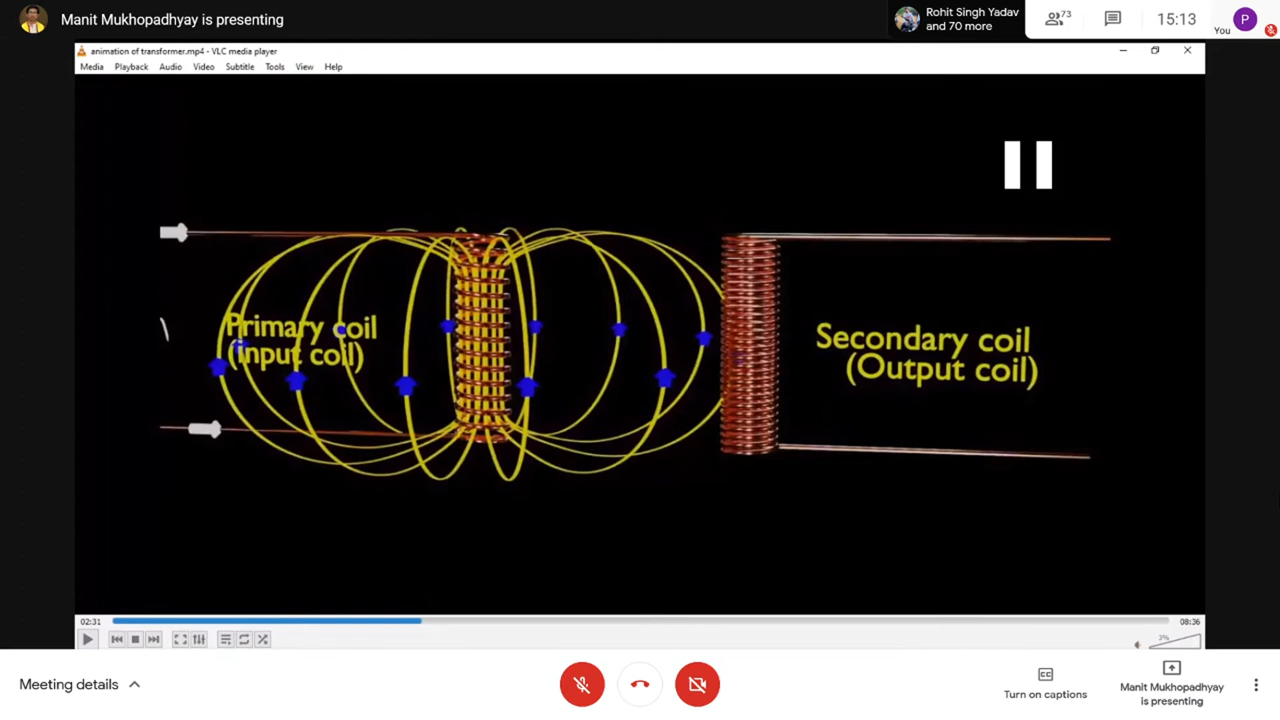 Manit Mukhopadhyay is presenting
Rohit Singh Yadav
and 70 more
73
15:13
You
P
animation of transformer.mp4 - VLC media player
Media Playback Audio Video Subtitle Tools View Help
Primary coil
(input coil)
Secondary coil
(Output coil)
02:31
08:36
3%
Meeting details
CC
Turn on captions
Manit Mukhopadhyay
is presenting